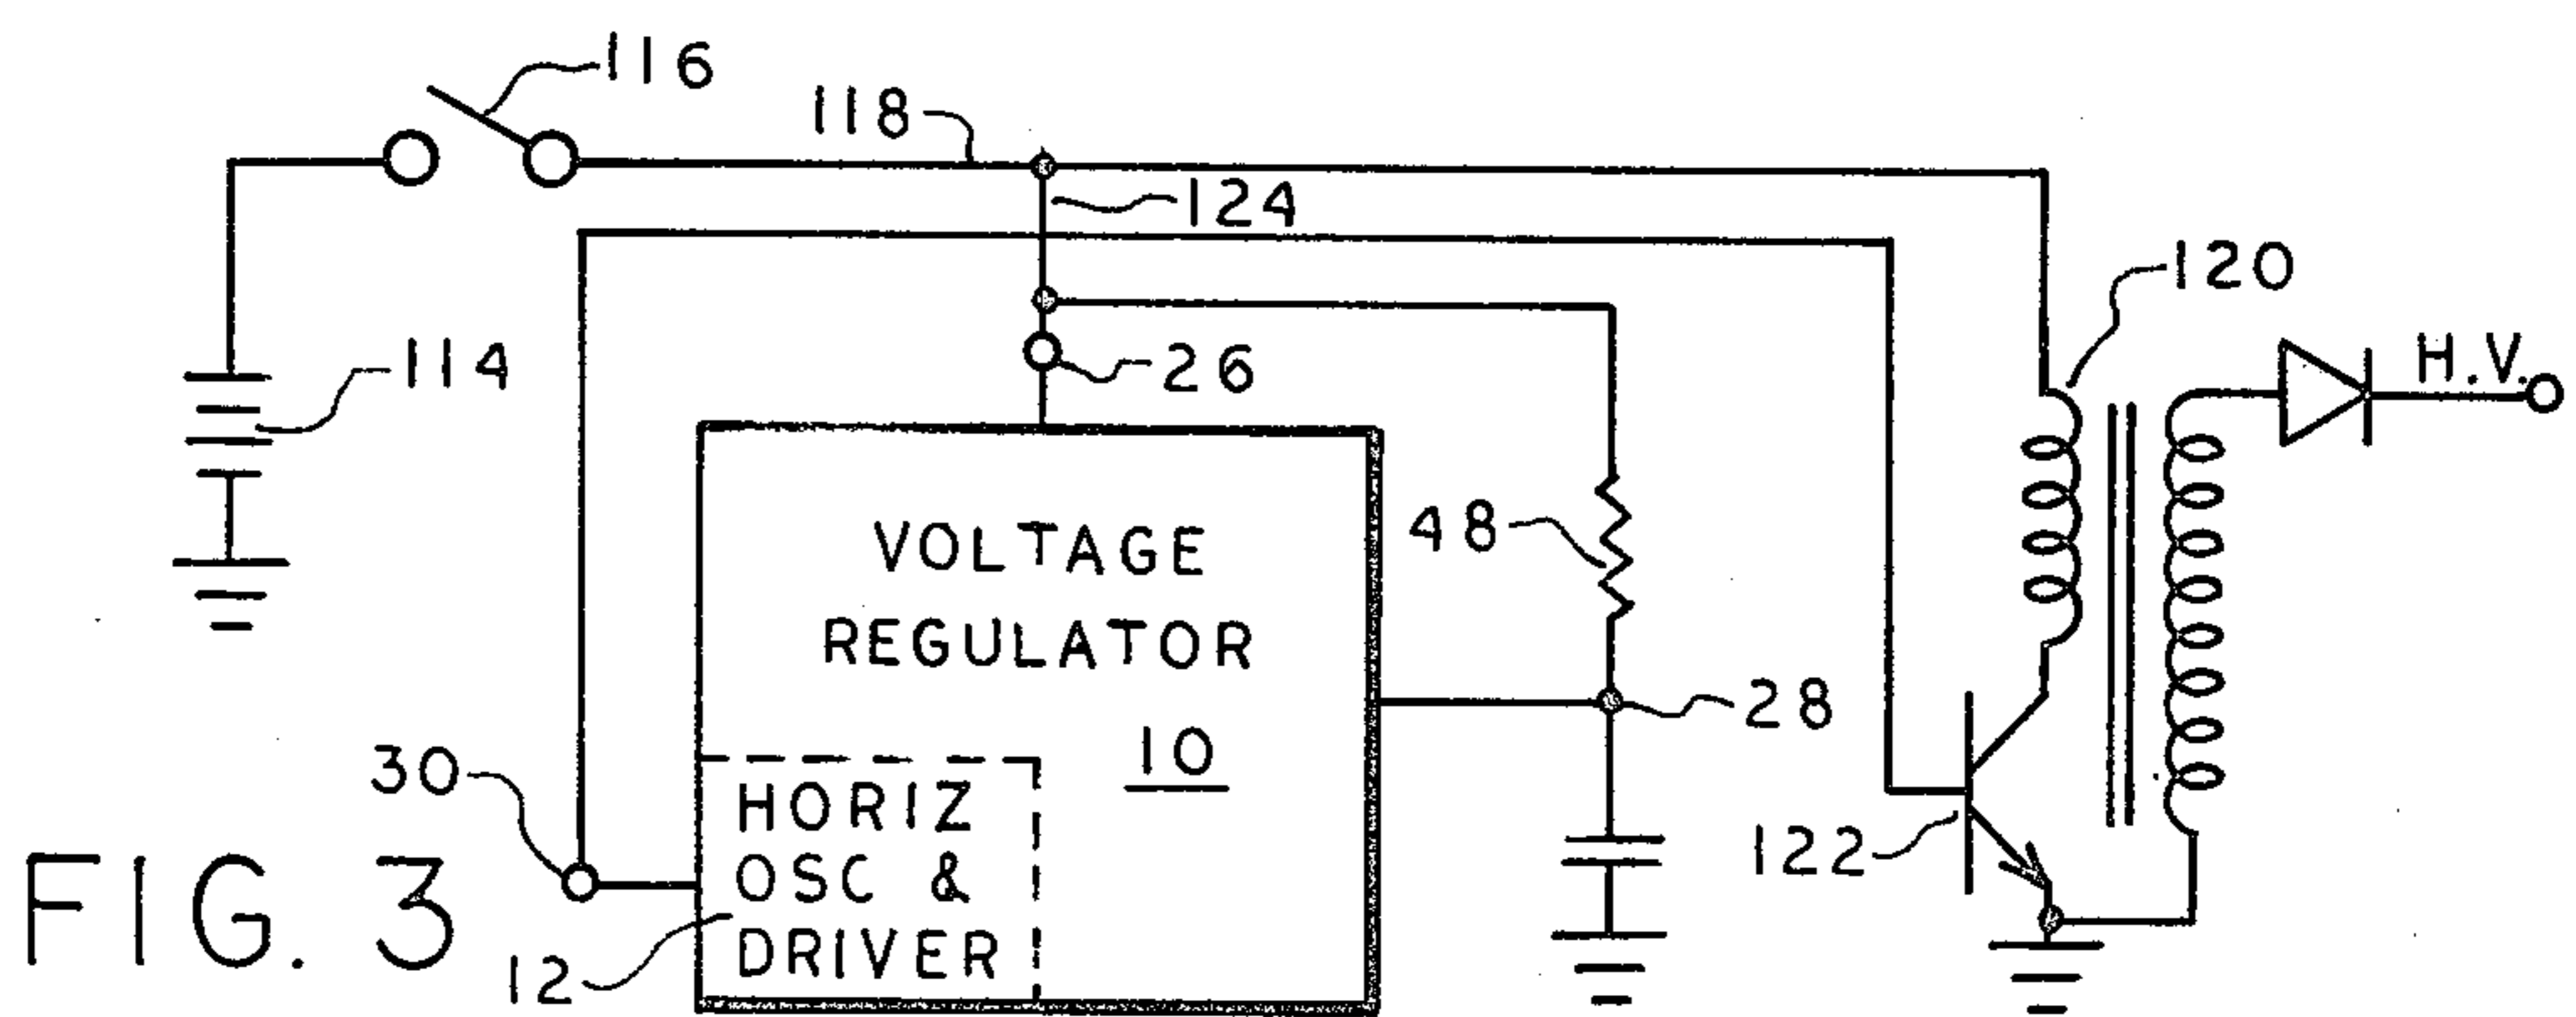 116
118
124
120
114
26
H.V.
VOLTAGE
REGULATOR
10
48
28
30
HORIZ
OSC &
DRIVER
12
122
FIG. 3